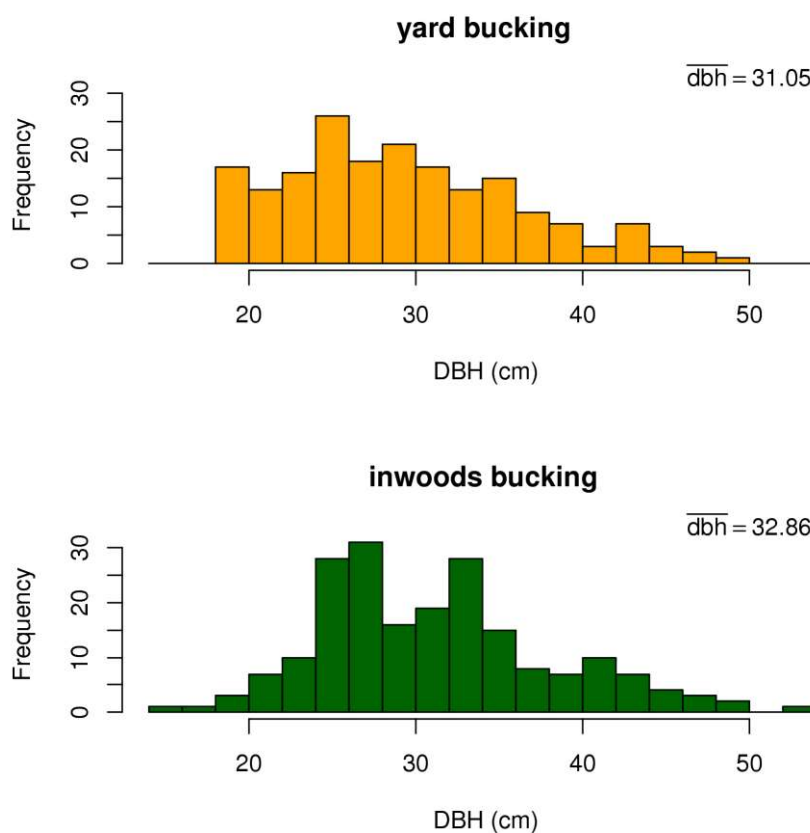 yard bucking
dbh = 31.05
30
20
10
0
Frequency
20 30 40 50
DBH (cm)
inwoods bucking
dbh = 32.86
30
20
10
0
Frequency
20 30 40 50
DBH (cm)